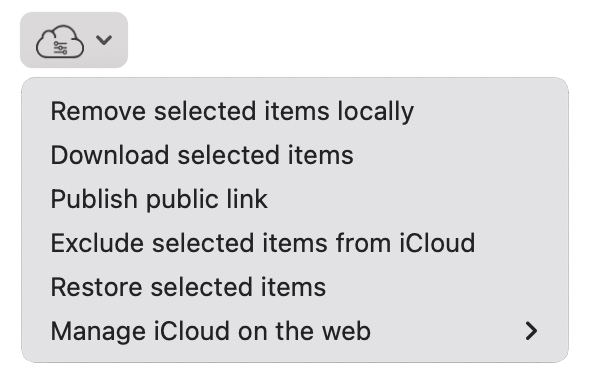 Remove selected items locally
Download selected items
Publish public link
Exclude selected items from iCloud
Restore selected items
Manage iCloud on the web